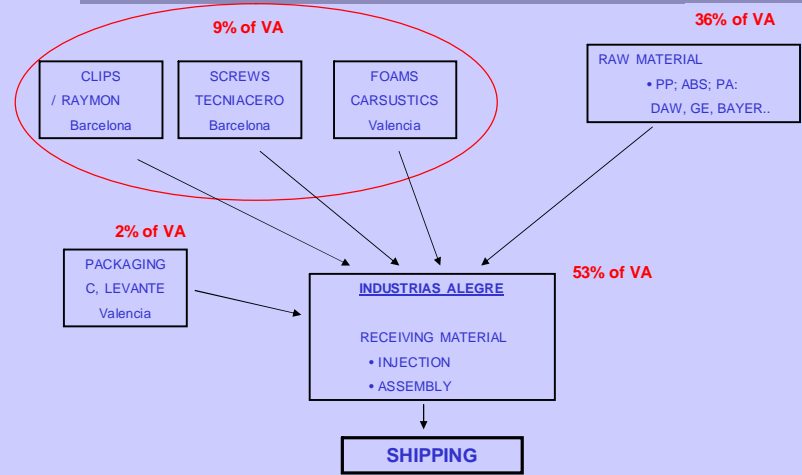 9% of VA
36% of VA
CLIPS
/ RAYMON
Barcelona
SCREWS
TECNIACERO
Barcelona
FOAMS
CARSUSTICS
Valencia
RAW MATERIAL
• PP; ABS; PA:
DAW, GE, BAYER..
2% of VA
PACKAGING
C, LEVANTE
Valencia
53% of VA
INDUSTRIAS ALEGRE
RECEIVING MATERIAL
• INJECTION
• ASSEMBLY
SHIPPING